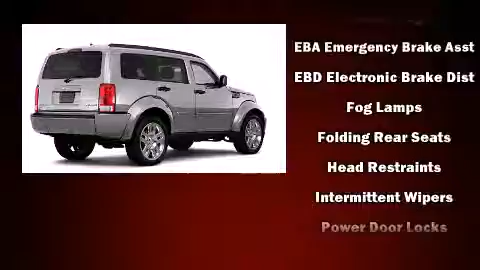 EBA Emergency Brake Asst
EBD Electronic Brake Dist
Fog Lamps
Folding Rear Seats
Head Restraints
Intermittent Wipers
Power Door Locks